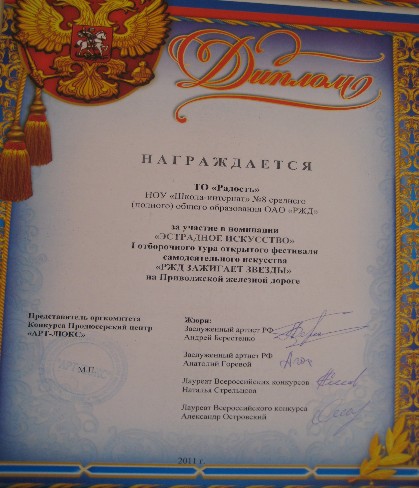 Диплом
НАГРАЖДАЕТСЯ
ТО «Радость»
НОУ «Школа-интернат» №8 среднего
(полного) общего образования ОАО «РЖД»
за участие в номинации
«ЭСТРАДНОЕ ИСКУССТВО»
I отборочного тура открытого фестиваля
самодеятельного искусства
«РЖД ЗАЖИГАЕТ ЗВЕЗДЫ»
на Приволжской железной дороге
Представитель оргкомитета
Конкурса Продюсерский центр
«АРТ-ЛЮКС»
М.П.
Жюри:
Заслуженный артист РФ
Андрей Берестенко
Заслуженный артист РФ
Анатолий Горевой
Лауреат Всероссийских конкурсов
Наталья Стрельцова
Лауреат Всероссийского конкурса
Александр Островский
2011 г.